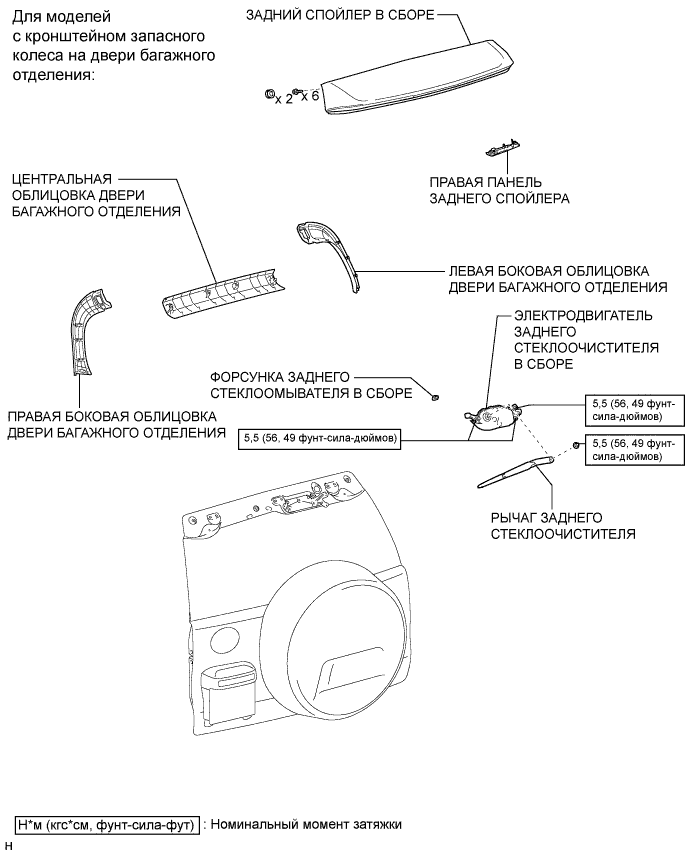 Для моделей
с кронштейном запасного
колеса на двери багажного
отделения:
ЗАДНИЙ СПОЙЛЕР В СБОРЕ
x 2
x 6
ПРАВАЯ ПАНЕЛЬ
ЗАДНЕГО СПОЙЛЕРА
ЦЕНТРАЛЬНАЯ
ОБЛИЦОВКА ДВЕРИ
БАГАЖНОГО ОТДЕЛЕНИЯ
ЛЕВАЯ БОКОВАЯ ОБЛИЦОВКА
ДВЕРИ БАГАЖНОГО ОТДЕЛЕНИЯ
ЭЛЕКТРОДВИГАТЕЛЬ
ЗАДНЕГО
СТЕКЛООЧИСТИТЕЛЯ
В СБОРЕ
ФОРСУНКА ЗАДНЕГО
СТЕКЛООМЫВАТЕЛЯ В СБОРЕ
5,5 (56, 49 фунт-
сила-дюймов)
ПРАВАЯ БОКОВАЯ ОБЛИЦОВКА
ДВЕРИ БАГАЖНОГО ОТДЕЛЕНИЯ
5,5 (56, 49 фунт-сила-дюймов)
5,5 (56, 49 фунт-
сила-дюймов)
РЫЧАГ ЗАДНЕГО
СТЕКЛООЧИСТИТЕЛЯ
Н*м (кгс*см, фунт-сила-фут) : Номинальный момент затяжки
H